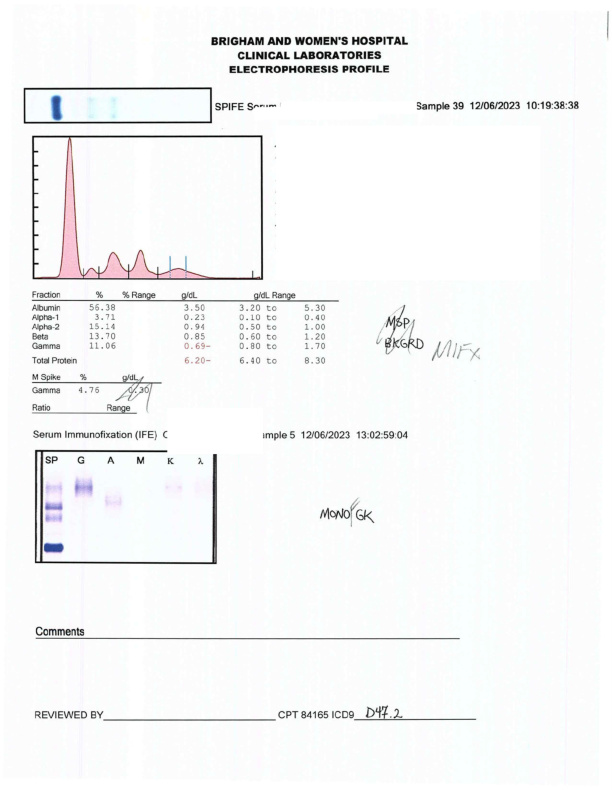 BRIGHAM AND WOMEN'S HOSPITAL
CLINICAL LABORATORIES
ELECTROPHORESIS PROFILE
SPIFE Serum Sample 39 12/06/2023 10:19:38:38
Fraction % % Range g/dL g/dL Range
Albumin 56.38 3.50 3.20 to 5.30
Alpha-1 3.71 0.23 0.10 to 0.40
Alpha-2 15.14 0.94 0.50 to 1.00
Beta 13.70 0.85 0.60 to 1.20
Gamma 11.06 0.69- 0.80 to 1.70
Total Protein 6.20- 6.40 to 8.30
MSP
BKGRD MIFX
M Spike % g/dL
Gamma 4.76 0.30
Ratio Range
Serum Immunofixation (IFE) mple 5 12/06/2023 13:02:59:04
SP G A M K λ
MONO GK
Comments
REVIEWED BY CPT 84165 ICD9 D47.2